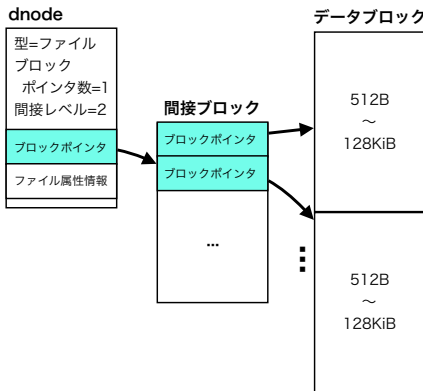 dnode
型=ファイル
ブロック
ポインタ数=1
間接レベル=2
ブロックポインタ
ファイル属性情報
間接ブロック
ブロックポインタ
ブロックポインタ
...
データブロック
512B
～
128KiB
512B
～
128KiB